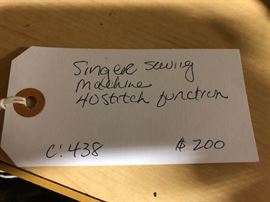 Singer sewing
machine
40 stitch function
C: 438 $200